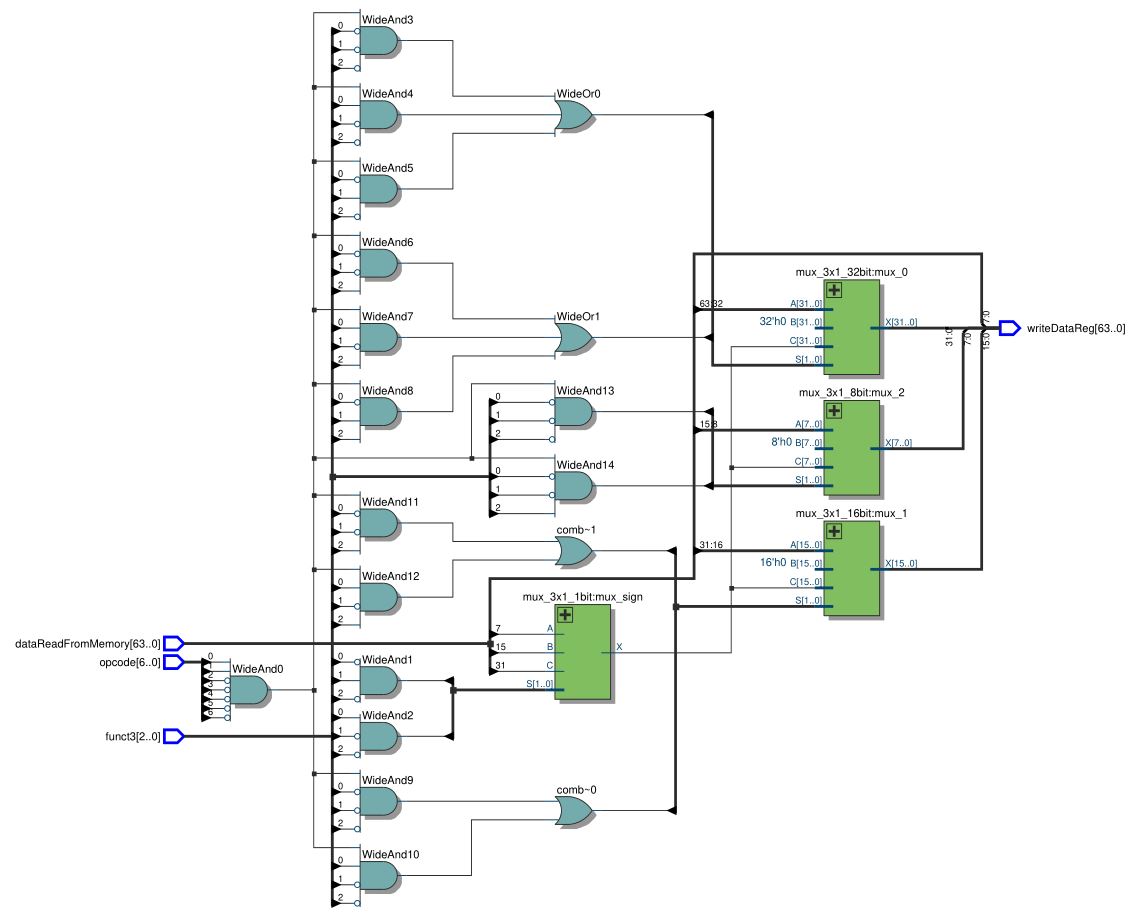 WideAnd3
0
1
2
WideAnd4
0
1
2
WideOr0
WideAnd5
0
1
2
WideAnd6
0
1
2
WideAnd7
0
1
2
WideOr1
WideAnd8
0
1
2
WideAnd13
0
1
2
WideAnd14
0
1
2
WideAnd11
0
1
2
WideAnd12
0
1
2
comb~1
mux_3x1_32bit:mux_0
63:32
A[31..0]
32'h0 B[31..0]
C[31..0]
S[1..0]
X[31..0]
31:0
7:0
15:0
7:0
writeDataReg[63..0]
mux_3x1_8bit:mux_2
15:8
A[7..0]
8'h0 B[7..0]
C[7..0]
S[1..0]
X[7..0]
mux_3x1_16bit:mux_1
31:16
A[15..0]
16'h0 B[15..0]
C[15..0]
S[1..0]
X[15..0]
mux_3x1_1bit:mux_sign
7 A
15 B
31 C
S[1..0]
X
dataReadFromMemory[63..0]
opcode[6..0]
0
1
2
3
4
5
6
WideAnd0
funct3[2..0]
WideAnd1
0
1
2
WideAnd2
0
1
2
WideAnd9
0
1
2
comb~0
WideAnd10
0
1
2